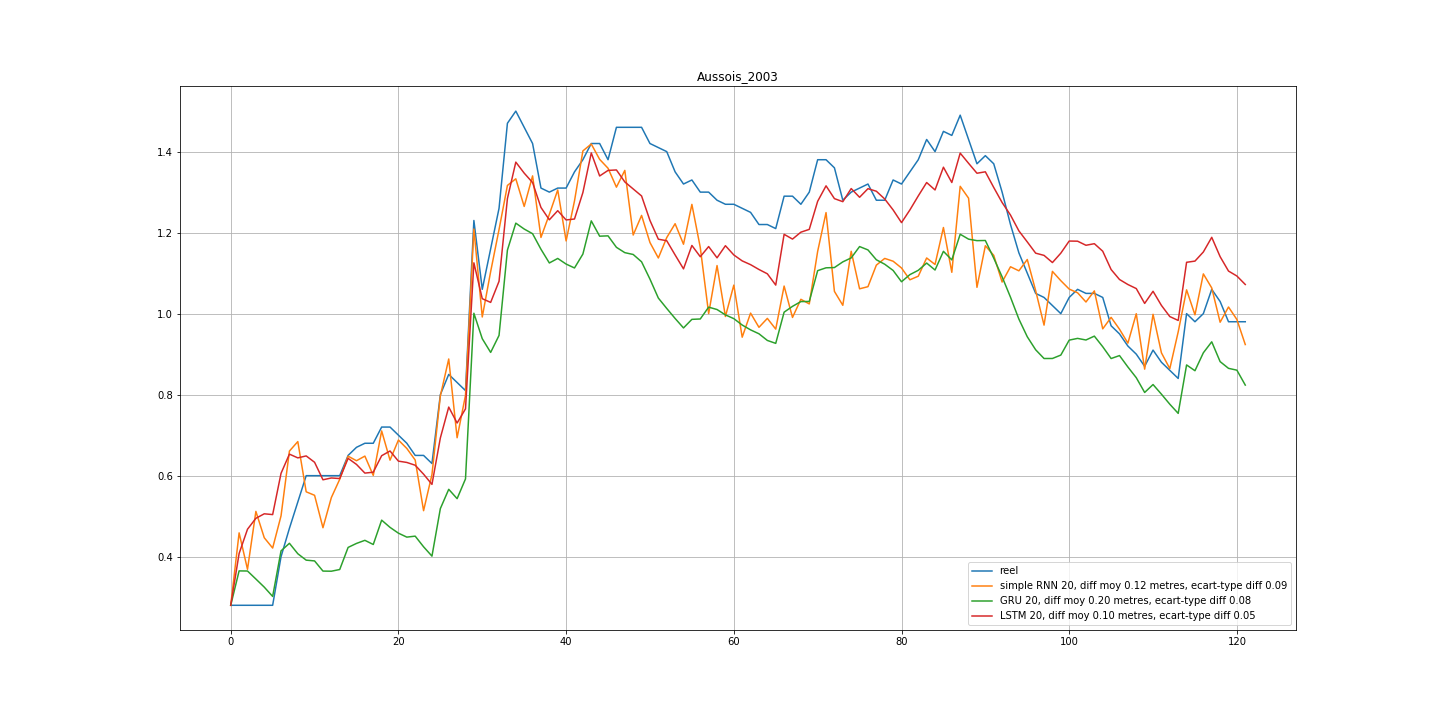 Aussois_2003
1.4
1.2
1.0
0.8
0.6
0.4
0
20
40
60
80
100
120
reel
simple RNN 20, diff moy 0.12 metres, ecart-type diff 0.09
GRU 20, diff moy 0.20 metres, ecart-type diff 0.08
LSTM 20, diff moy 0.10 metres, ecart-type diff 0.05